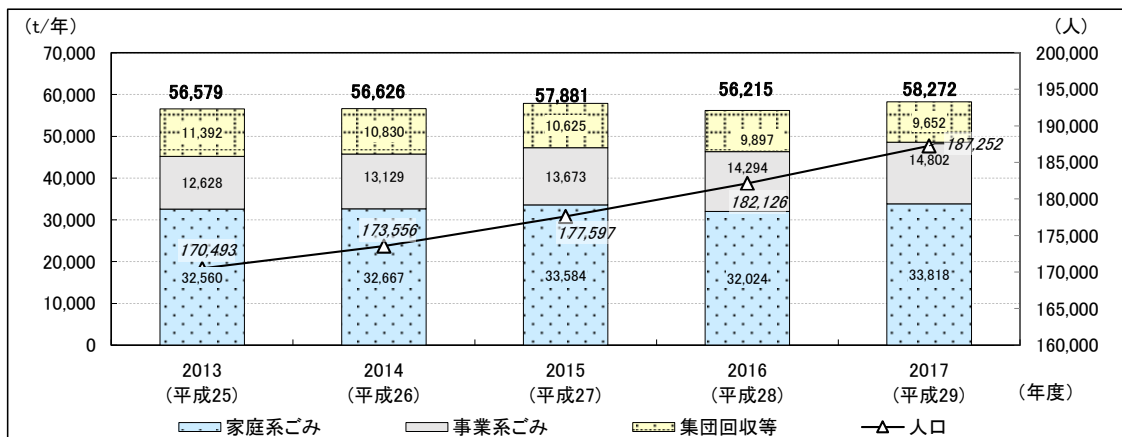 (t/年) (人)
70,000 200,000
60,000 195,000
50,000 190,000
40,000 185,000
30,000 180,000
20,000 175,000
10,000 170,000
0 165,000
160,000
56,579 56,626 57,881 56,215 58,272
11,392 10,830 10,625 9,897 9,652
12,628 13,129 13,673 14,294 14,802
32,560 32,667 33,584 32,024 33,818
170,493 173,556 177,597 182,126 187,252
2013 2014 2015 2016 2017
(平成25) (平成26) (平成27) (平成28) (平成29) (年度)
家庭系ごみ 事業系ごみ 集団回収等 人口